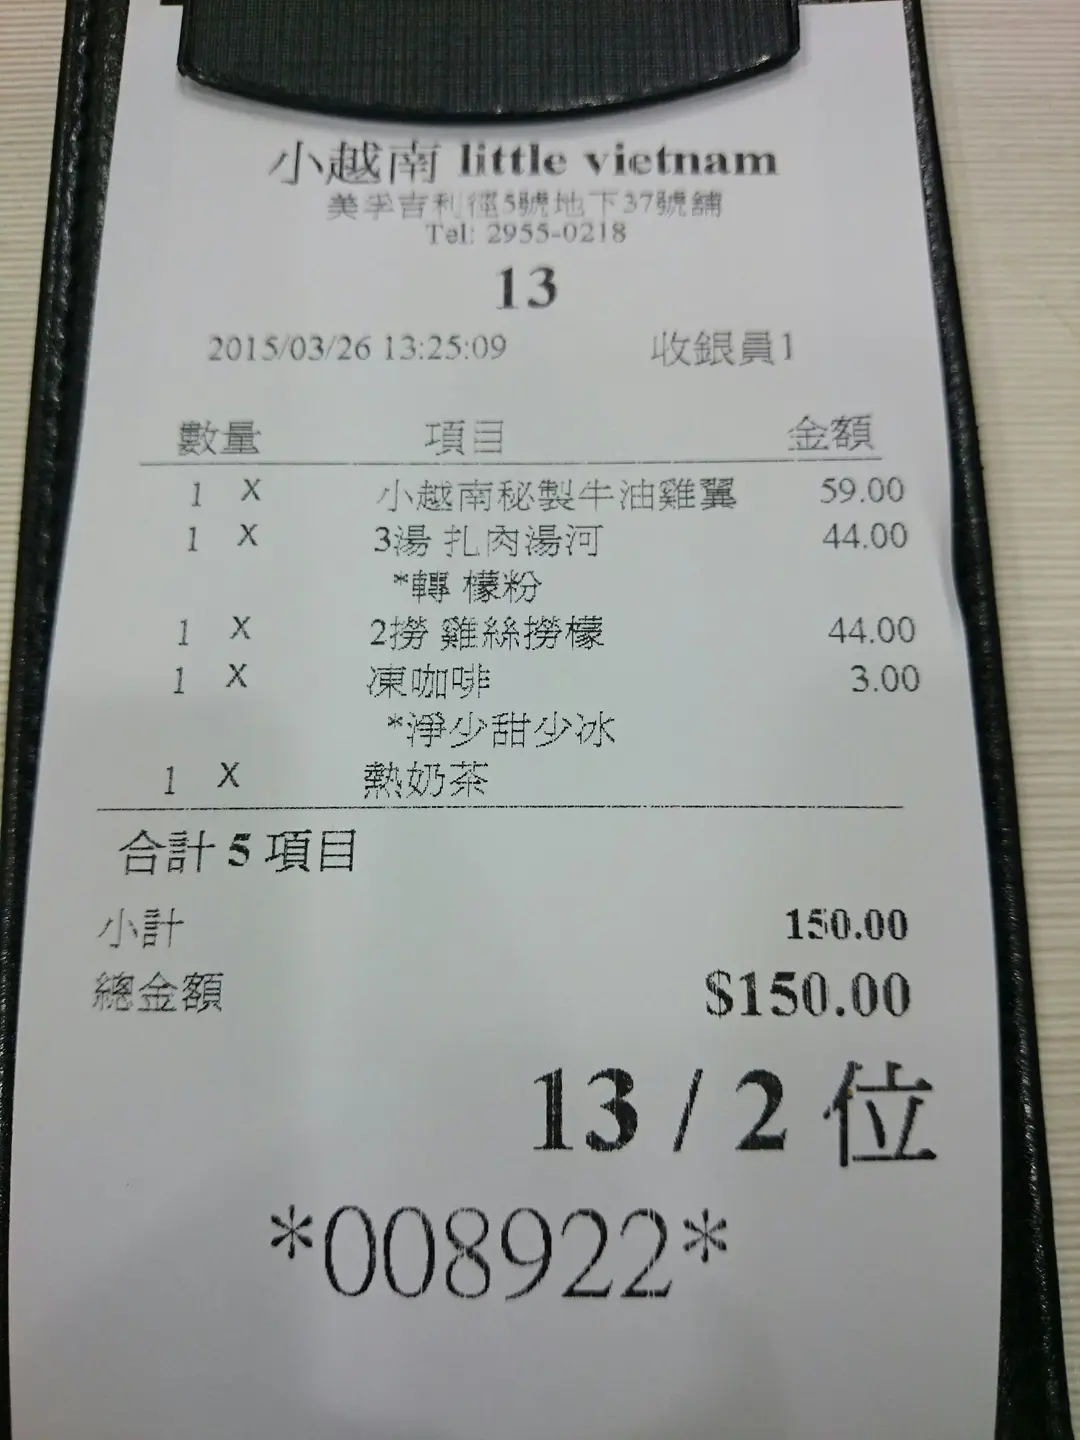 小越南 little vietnam
美孚吉利徑5號地下37號舖
Tel: 2955-0218
13
2015/03/26 13:25:09 收銀員1
數量 項目 金額
1 X 小越南秘製牛油雞翼 59.00
1 X 3湯 扎肉湯河 44.00
*轉 檬粉
1 X 2撈 雞絲撈檬 44.00
1 X 凍咖啡 3.00
*淨少甜少冰
1 X 熱奶茶
合計 5 項目
小計 150.00
總金額 $150.00
13 / 2 位
*008922*